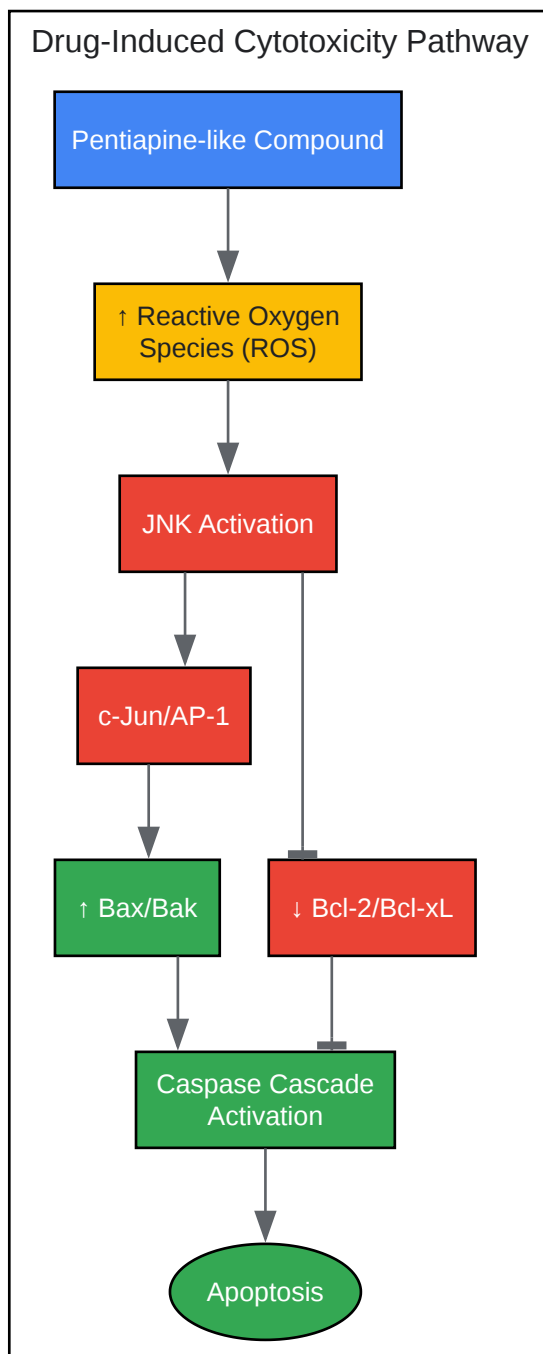 Drug-Induced Cytotoxicity Pathway
Pentiapine-like Compound
↑ Reactive Oxygen
Species (ROS)
JNK Activation
c-Jun/AP-1
↑ Bax/Bak
↓ Bcl-2/Bcl-xL
Caspase Cascade
Activation
Apoptosis